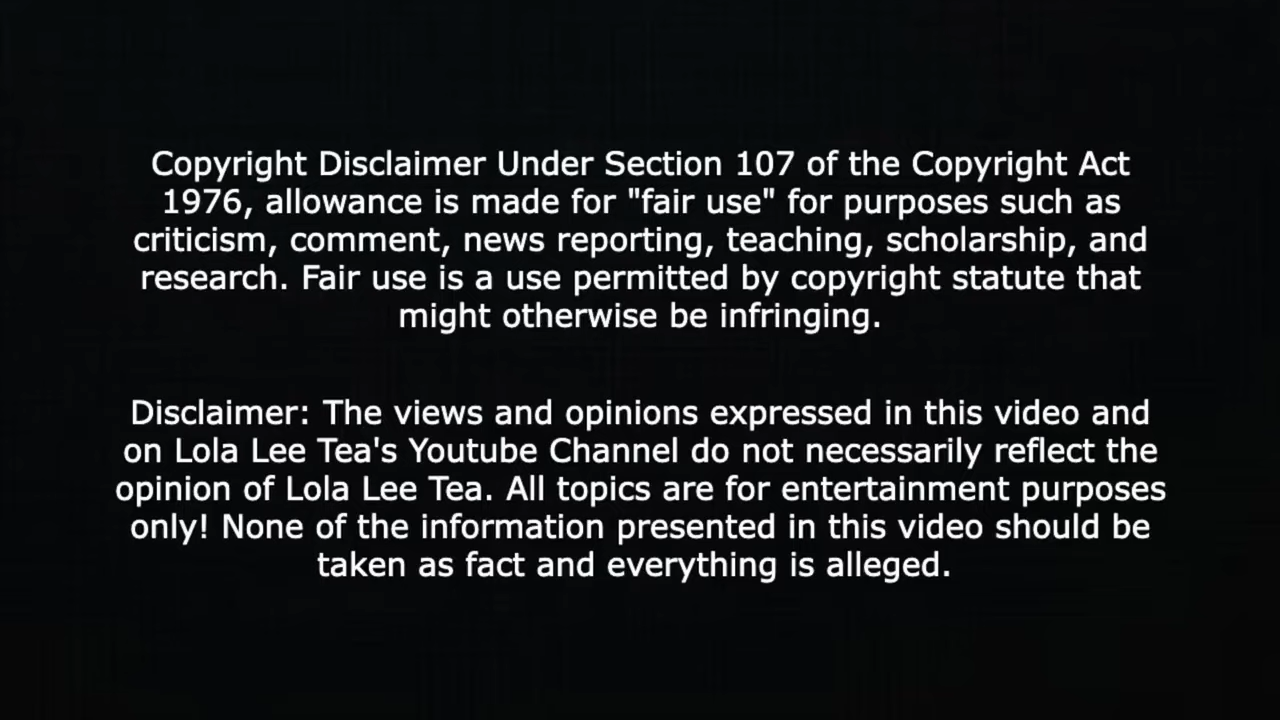 Copyright Disclaimer Under Section 107 of the Copyright Act
1976, allowance is made for "fair use" for purposes such as
criticism, comment, news reporting, teaching, scholarship, and
research. Fair use is a use permitted by copyright statute that
might otherwise be infringing.
Disclaimer: The views and opinions expressed in this video and
on Lola Lee Tea's Youtube Channel do not necessarily reflect the
opinion of Lola Lee Tea. All topics are for entertainment purposes
only! None of the information presented in this video should be
taken as fact and everything is alleged.